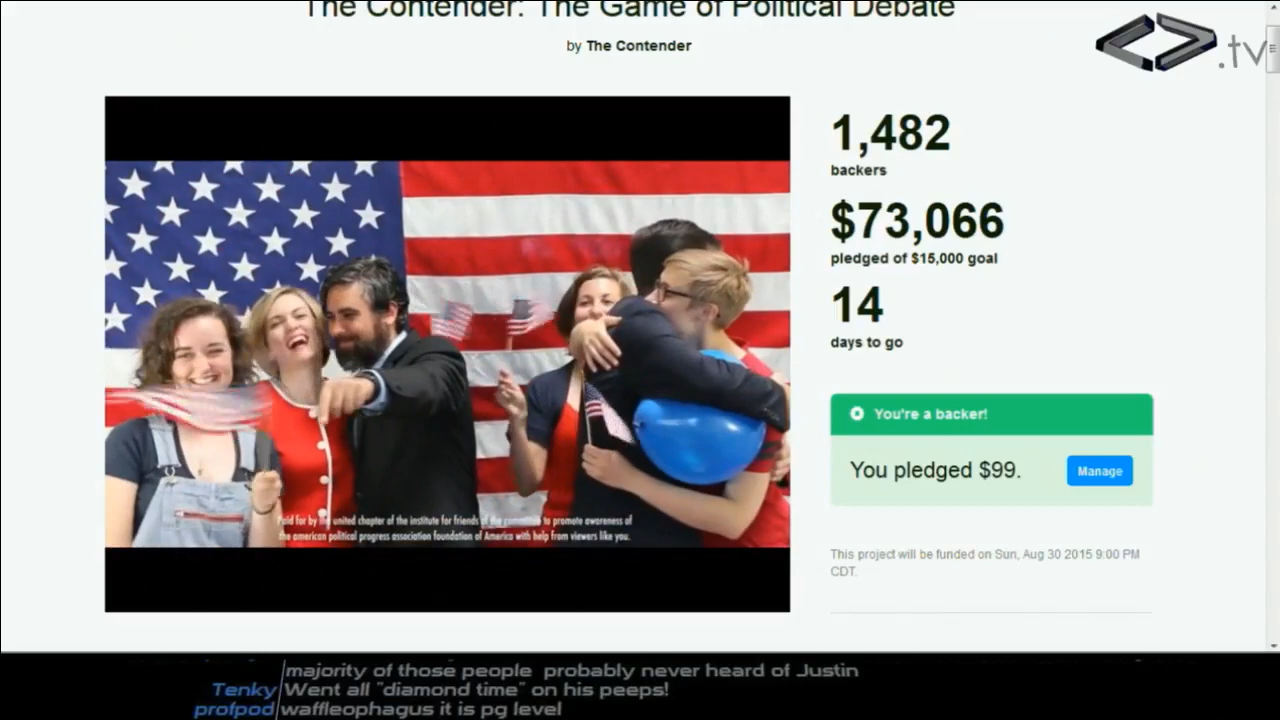 The Contender: The Game of Political Debate
.tv
by The Contender
1,482
backers
$73,066
pledged of $15,000 goal
14
days to go
You're a backer!
You pledged $99.
Manage
Paid for by the united chapter of the institute for friends of the committee to promote awareness of
the american political progress association foundation of America with help from viewers like you.
This project will be funded on Sun, Aug 30 2015 9:00 PM
CDT.
majority of those people probably never heard of Justin
Tenky Went all "diamond time" on his peeps!
profpod waffleophagus it is pg level